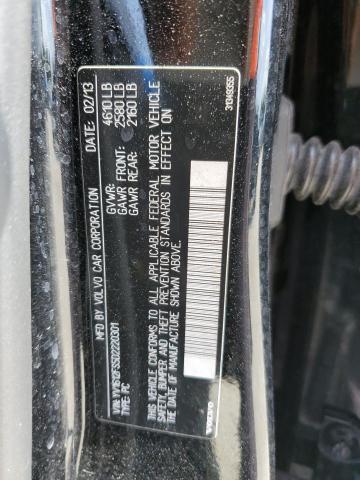 MFD BY VOLVO CAR CORPORATION DATE: 02/13
GVWR: 4610 LB
GAWR FRONT: 2580 LB
GAWR REAR: 2160 LB
VIN: YV1612FS5D2220301
TYPE: PC
THIS VEHICLE CONFORMS TO ALL APPLICABLE FEDERAL MOTOR VEHICLE
SAFETY, BUMPER AND THEFT PREVENTION STANDARDS IN EFFECT ON
THE DATE OF MANUFACTURE SHOWN ABOVE.
VOLVO
31349355